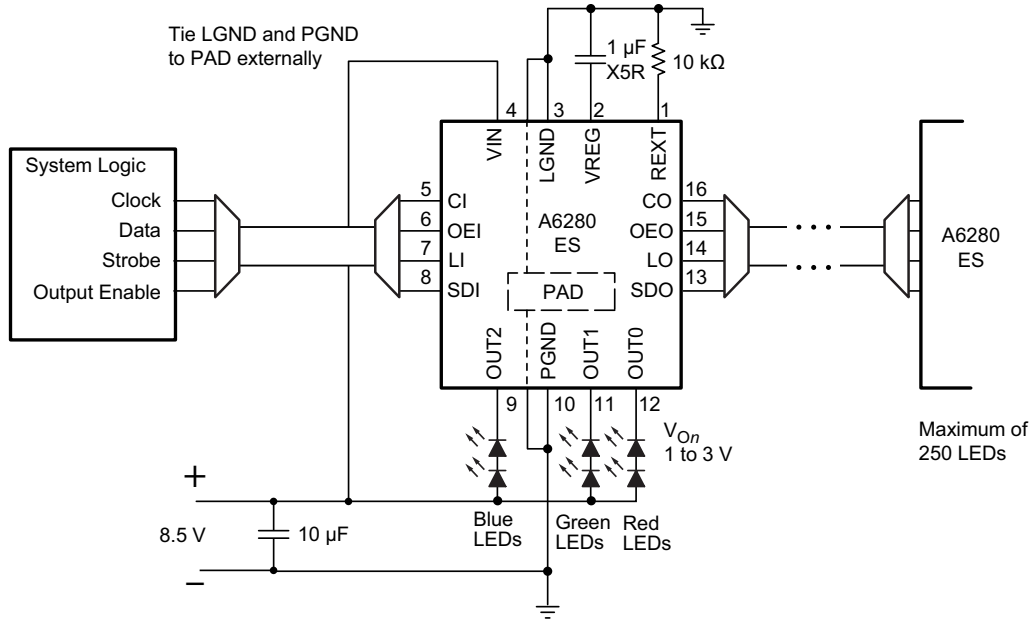 Tie LGND and PGND
to PAD externally
1 µF
X5R
10 kΩ
4
3
2
1
VIN
LGND
VREG
REXT
System Logic
Clock
Data
Strobe
Output Enable
5
6
7
8
CI
OEI
LI
SDI
A6280
ES
PAD
CO
OEO
LO
SDO
16
15
14
13
A6280
ES
OUT2
PGND
OUT1
OUT0
9
10
11
12
VOn
1 to 3 V
Maximum of
250 LEDs
+
8.5 V
10 µF
–
Blue
LEDs
Green
LEDs
Red
LEDs